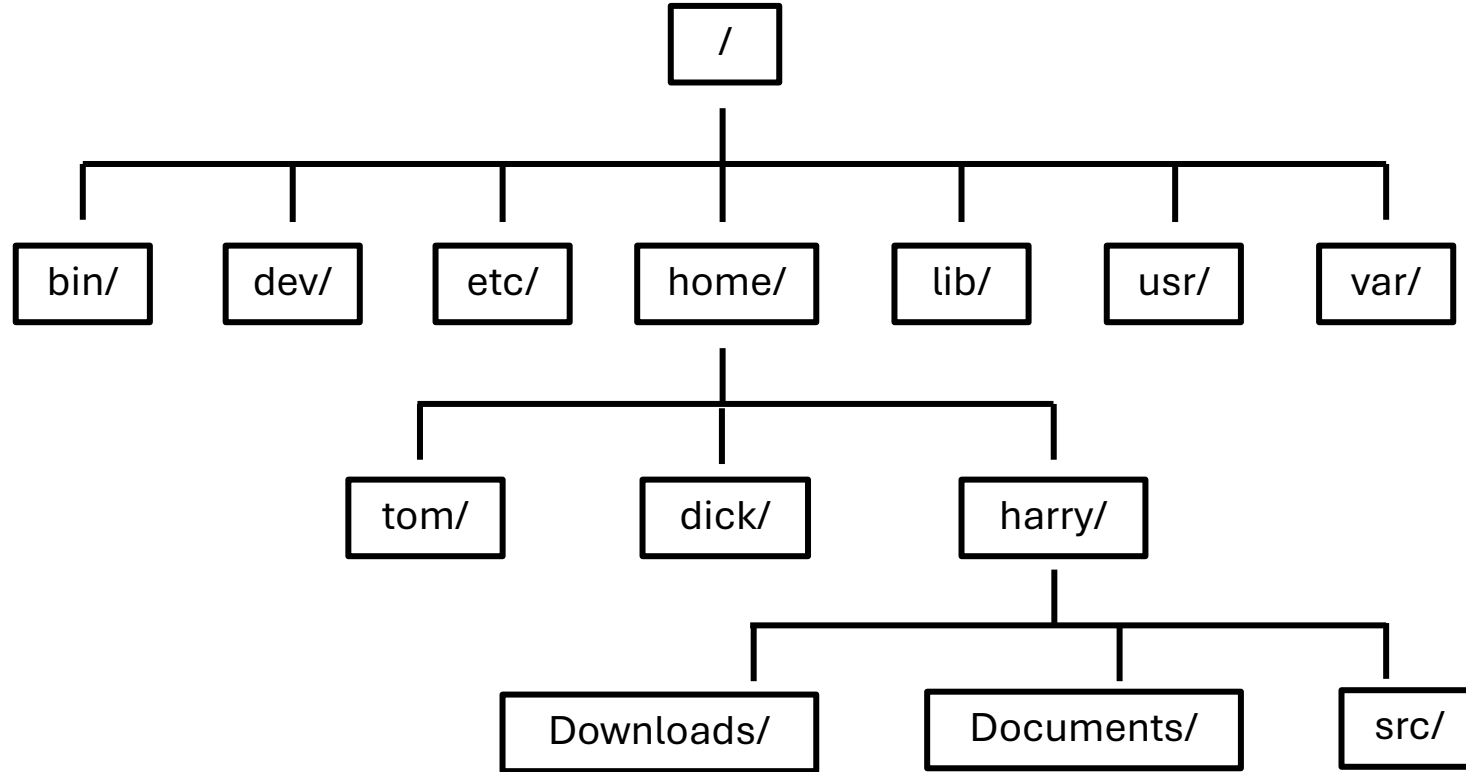 /
bin/ dev/ etc/ home/ lib/ usr/ var/
tom/ dick/ harry/
Downloads/ Documents/ src/